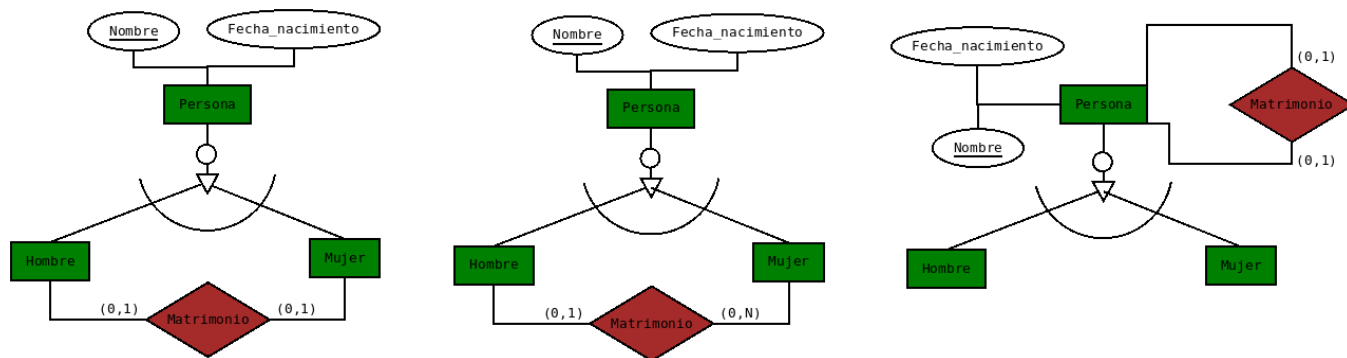 Nombre
Fecha_nacimiento
Persona
Hombre
Mujer
(0,1)
Matrimonio
(0,1)
Nombre
Fecha_nacimiento
Persona
Hombre
Mujer
(0,1)
Matrimonio
(0,N)
Fecha_nacimiento
Persona
Nombre
(0,1)
Matrimonio
(0,1)
Hombre
Mujer